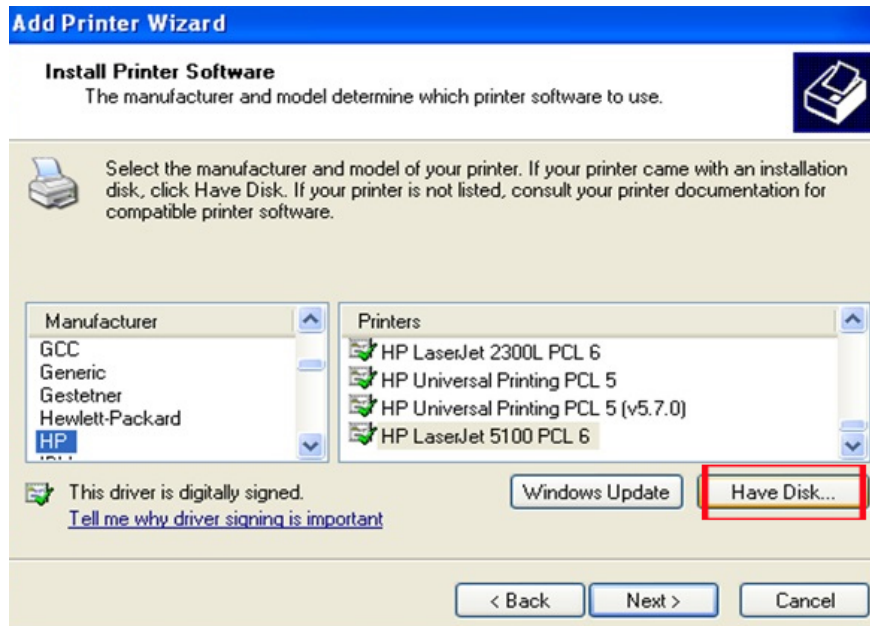 Add Printer Wizard
Install Printer Software
The manufacturer and model determine which printer software to use.
Select the manufacturer and model of your printer. If your printer came with an installation
disk, click Have Disk. If your printer is not listed, consult your printer documentation for
compatible printer software.
Manufacturer
GCC
Generic
Gestetner
Hewlett-Packard
HP
Printers
HP LaserJet 2300L PCL 6
HP Universal Printing PCL 5
HP Universal Printing PCL 5 (v5.7.0)
HP LaserJet 5100 PCL 6
This driver is digitally signed.
Tell me why driver signing is important
Windows Update
Have Disk...
< Back
Next >
Cancel